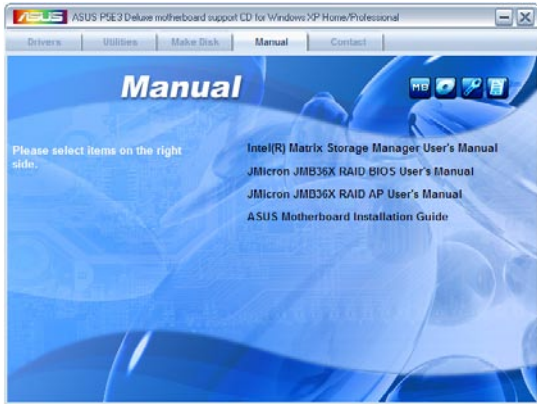 ASUS ASUS P5E3 Deluxe motherboard support CD for Windows XP Home/Professional
Drivers Utilities Make Disk Manual Contact
Manual
MB
Please select items on the right
side.
Intel(R) Matrix Storage Manager User's Manual
JMicron JMB36X RAID BIOS User's Manual
JMicron JMB36X RAID AP User's Manual
ASUS Motherboard Installation Guide